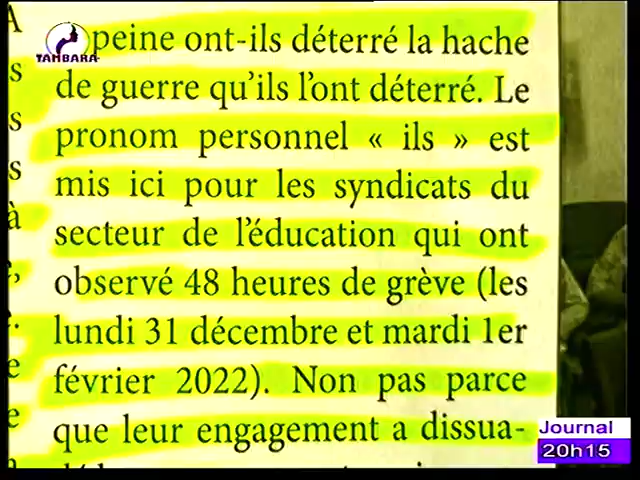 A
s
s
s
à
e,
e.
e
e
TAMBARA
peine ont-ils déterré la hache
de guerre qu'ils l'ont déterré. Le
pronom personnel « ils » est
mis ici pour les syndicats du
secteur de l'éducation qui ont
observé 48 heures de grève (les
lundi 31 décembre et mardi 1er
février 2022). Non pas parce
que leur engagement a dissua-
Journal
20h15